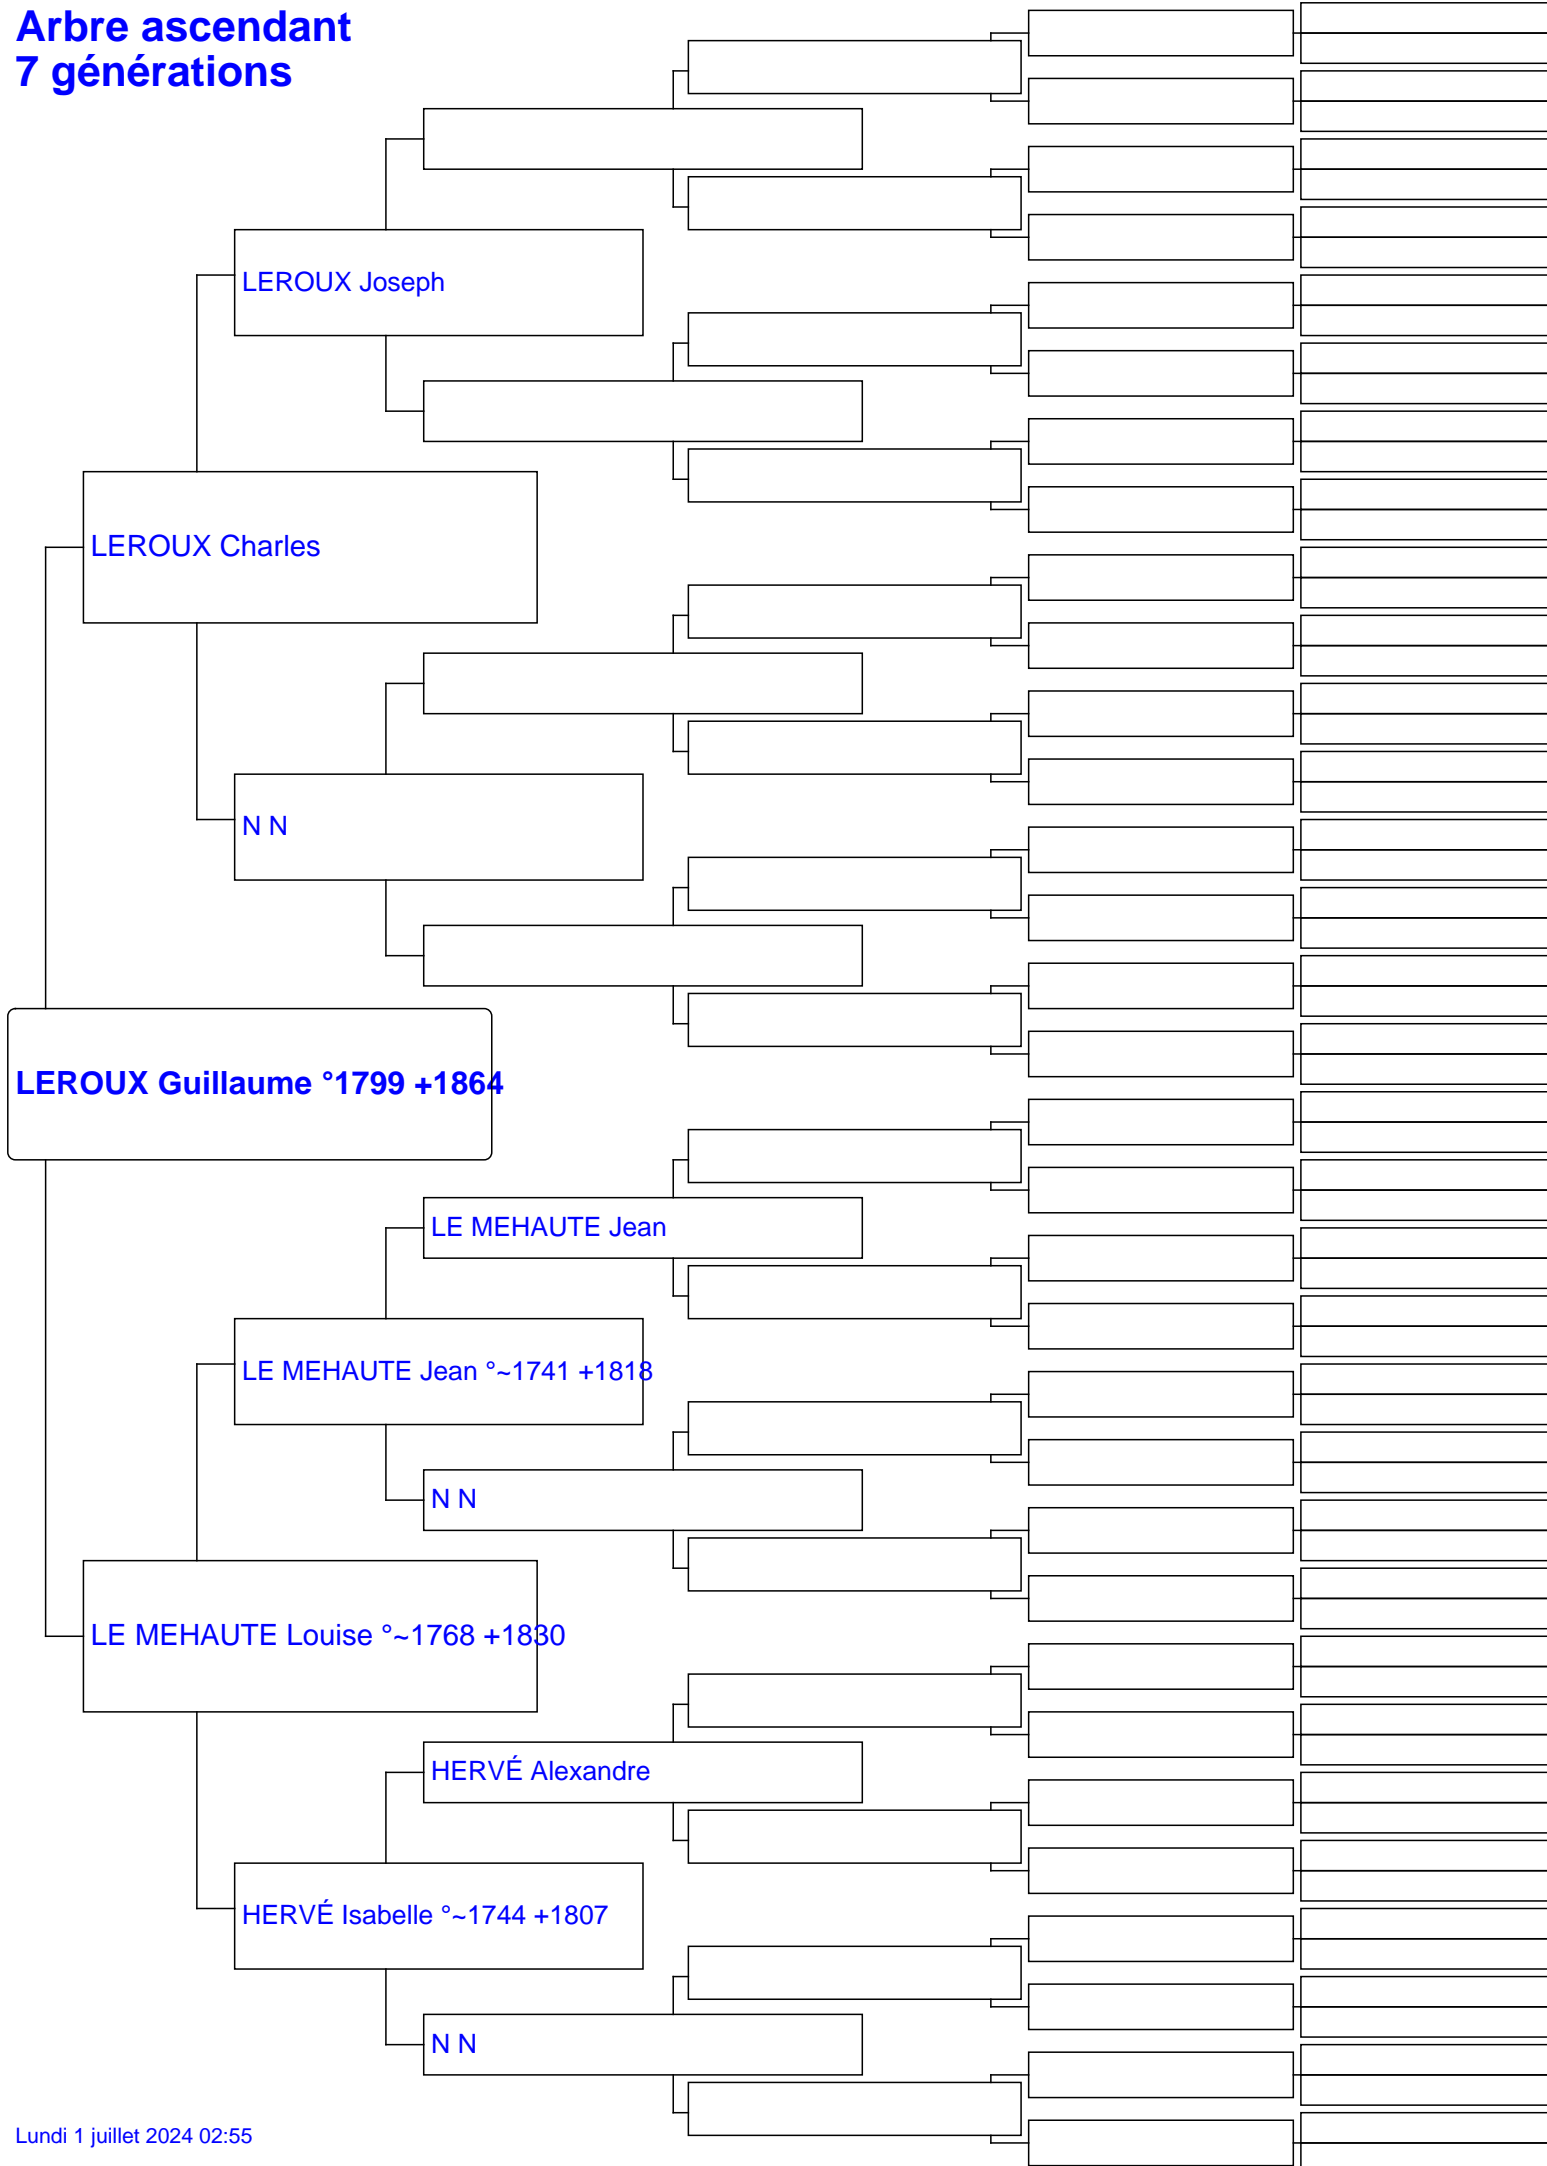 Arbre ascendant
7 générations
LEROUX Joseph
LEROUX Charles
N N
LEROUX Guillaume °1799 +1864
LE MEHAUTE Jean
LE MEHAUTE Jean °~1741 +1818
N N
LE MEHAUTE Louise °~1768 +1830
HERVÉ Alexandre
HERVÉ Isabelle °~1744 +1807
N N
Lundi 1 juillet 2024 02:55